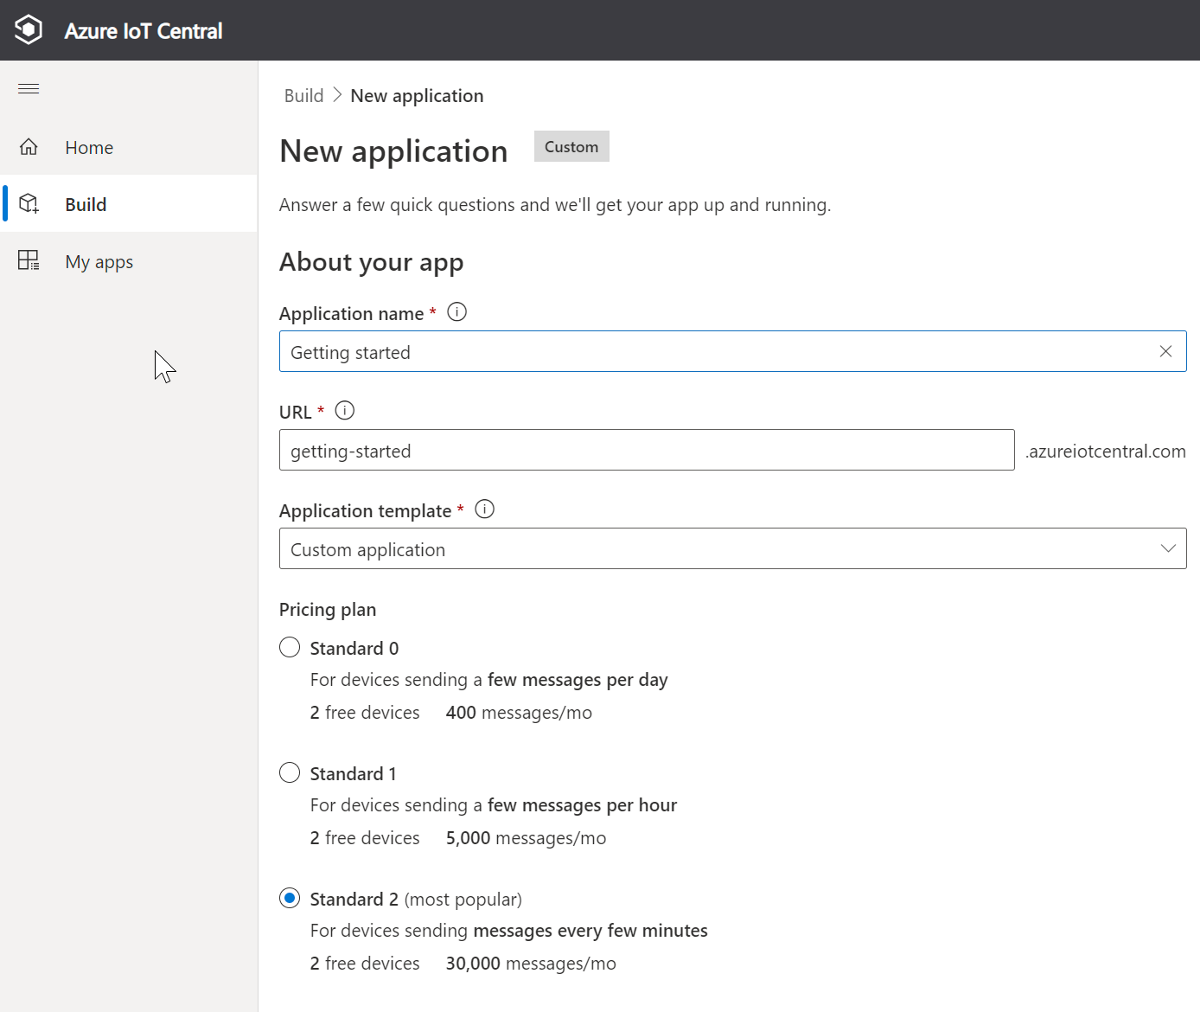 Azure IoT Central
Home
Build
My apps
Build > New application
New application Custom
Answer a few quick questions and we'll get your app up and running.
About your app
Application name *
Getting started
URL *
getting-started .azureiotcentral.com
Application template *
Custom application
Pricing plan
Standard 0
For devices sending a few messages per day
2 free devices 400 messages/mo
Standard 1
For devices sending a few messages per hour
2 free devices 5,000 messages/mo
Standard 2 (most popular)
For devices sending messages every few minutes
2 free devices 30,000 messages/mo